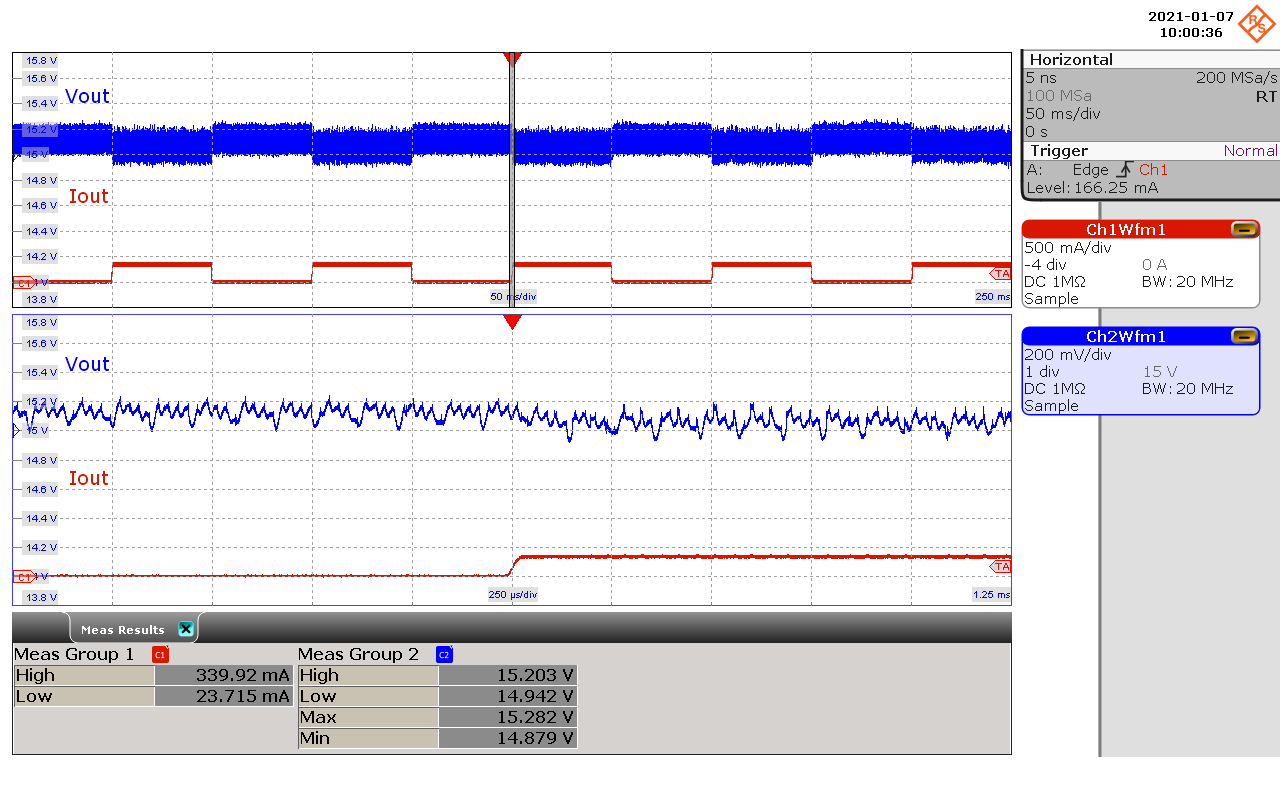 2021-01-07
10:00:36
R&S
15.8 V
15.6 V
15.4 V
Vout
15.2 V
15 V
14.8 V
Iout
14.6 V
14.4 V
14.2 V
C1
13.8 V
TA
50 ms/div
250 ms
15.8 V
15.6 V
Vout
15.4 V
15.2 V
15 V
14.8 V
Iout
14.6 V
14.4 V
14.2 V
C1
13.8 V
TA
250 µs/div
1.25 ms
Horizontal
5 ns 200 MSa/s
100 MSa RT
50 ms/div
0 s
Trigger Normal
A: Edge Ch1
Level: 166.25 mA
Ch1Wfm1
500 mA/div
-4 div 0 A
DC 1MΩ BW: 20 MHz
Sample
Ch2Wfm1
200 mV/div
1 div 15 V
DC 1MΩ BW: 20 MHz
Sample
Meas Results
Meas Group 1 C1
High 339.92 mA
Low 23.715 mA
Meas Group 2 C2
High 15.203 V
Low 14.942 V
Max 15.282 V
Min 14.879 V